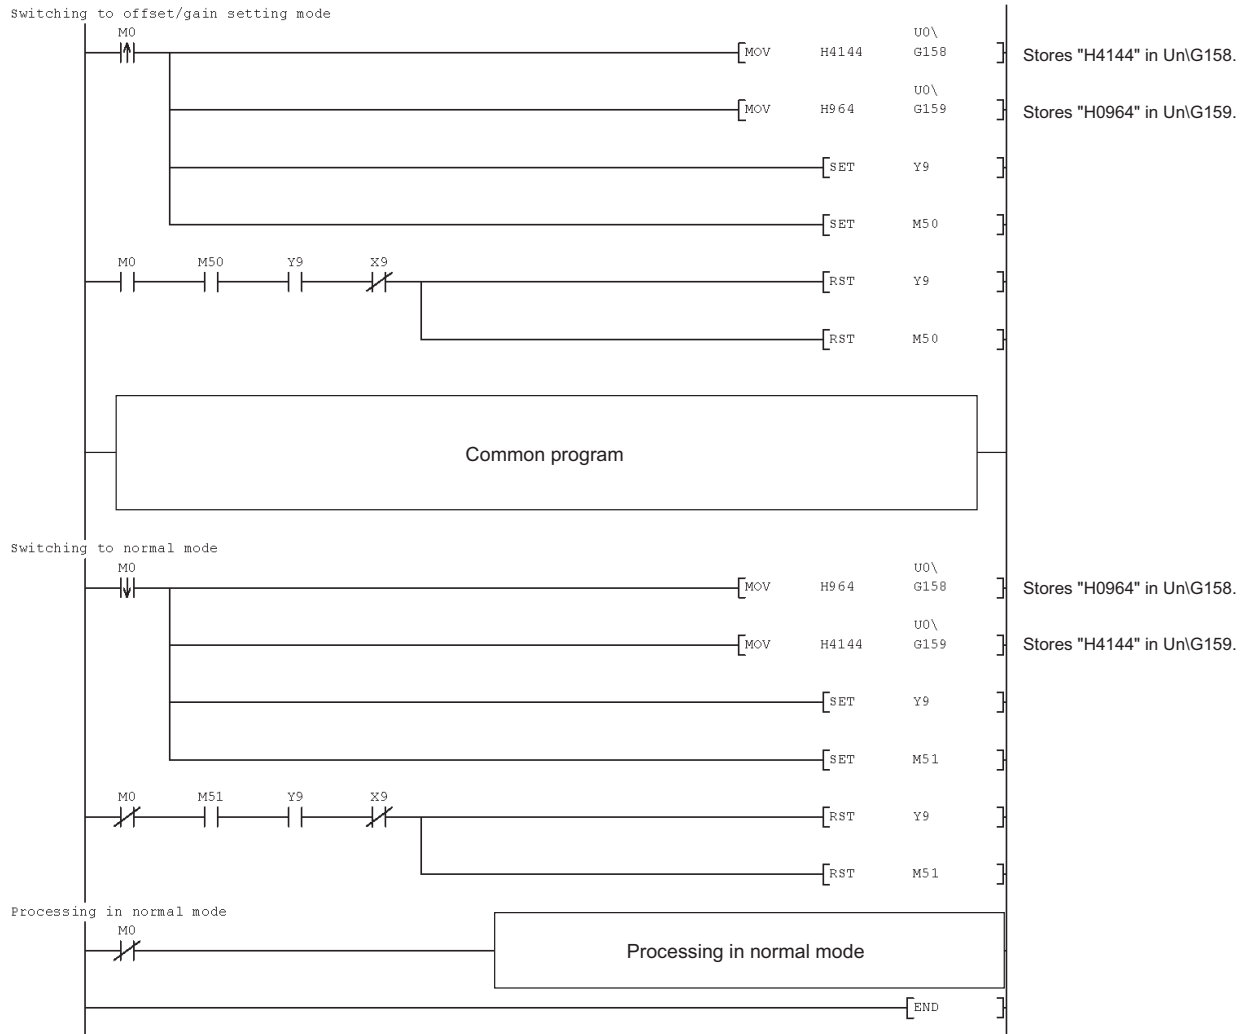 Switching to offset/gain setting mode
M0
U0\
MOV H4144 G158 Stores "H4144" in Un\G158.
U0\
MOV H964 G159 Stores "H0964" in Un\G159.
SET Y9
SET M50
M0 M50 Y9 X9
RST Y9
RST M50
Common program
Switching to normal mode
M0
U0\
MOV H964 G158 Stores "H0964" in Un\G158.
U0\
MOV H4144 G159 Stores "H4144" in Un\G159.
SET Y9
SET M51
M0 M51 Y9 X9
RST Y9
RST M51
Processing in normal mode
M0
Processing in normal mode
END